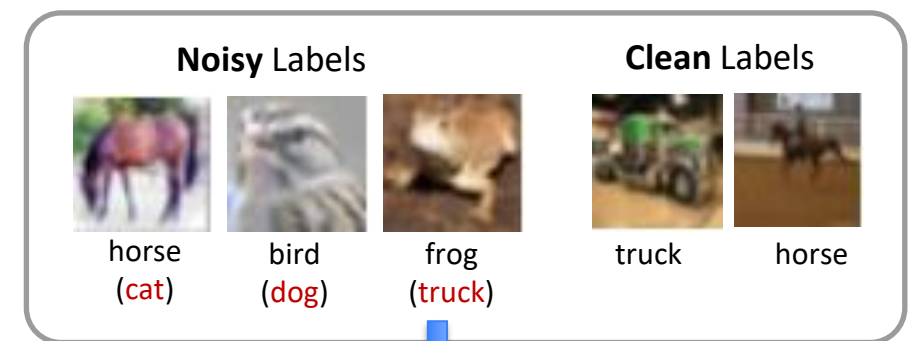 Noisy Labels
Clean Labels
horse
bird
frog
truck
horse
(cat)
(dog)
(truck)